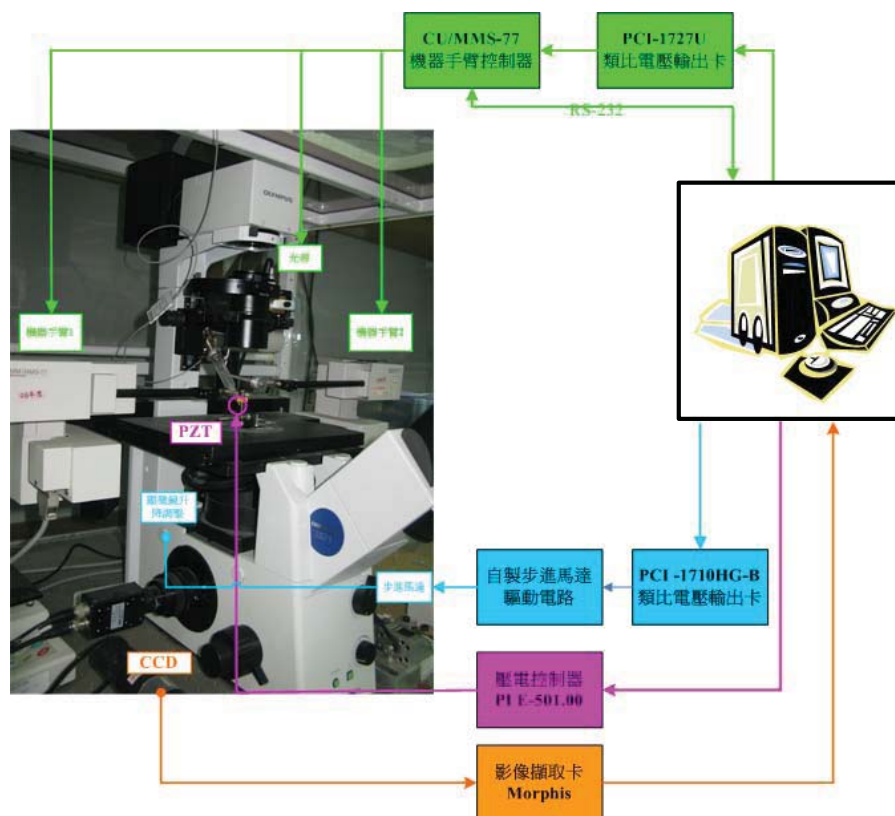 CU/MMS-77
機器手臂控制器
PCI-1727U
類比電壓輸出卡
RS-232
OLYMPUS
光源
機器手臂1
機器手臂2
PZT
顯微鏡升
降調整
步進馬達
自製步進馬達
驅動電路
PCI -1710HG-B
類比電壓輸出卡
CCD
壓電控制器
PI E-501.00
影像擷取卡
Morphis